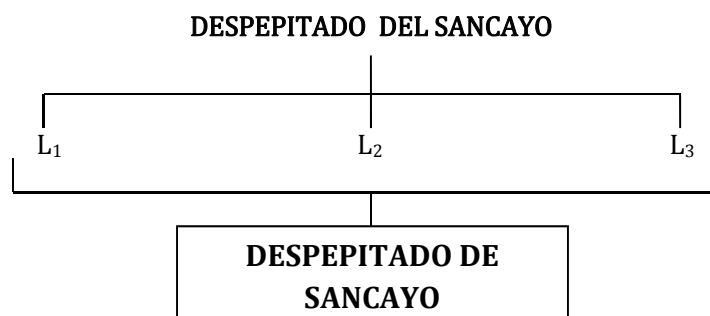 DESPEPITADO DEL SANCAYO
L₁ L₂ L₃
DESPEPITADO DE
SANCAYO